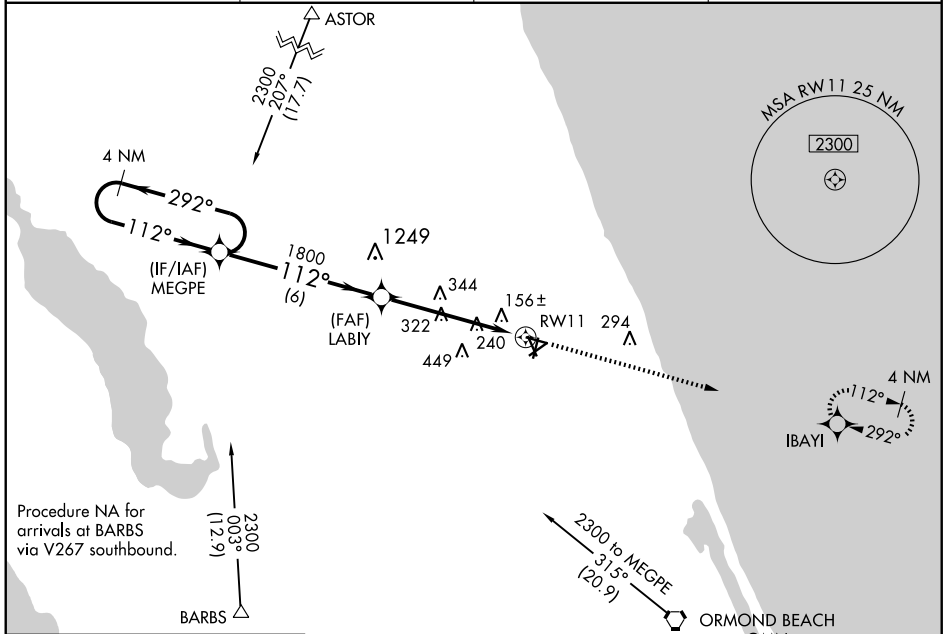 ASTOR
2300
207°
(17.7)
MSA RW11 25 NM
2300
4 NM
292°
112°
(IF/IAF)
MEGPE
1800
112°
(6)
1249
(FAF)
LABIY
344
322
156±
240
449
RW11
294
4 NM
112°
292°
IBAYI
Procedure NA for
arrivals at BARBS
via V267 southbound.
2300
003°
(12.9)
BARBS
2300 to MEGPE
315°
(20.9)
ORMOND BEACH